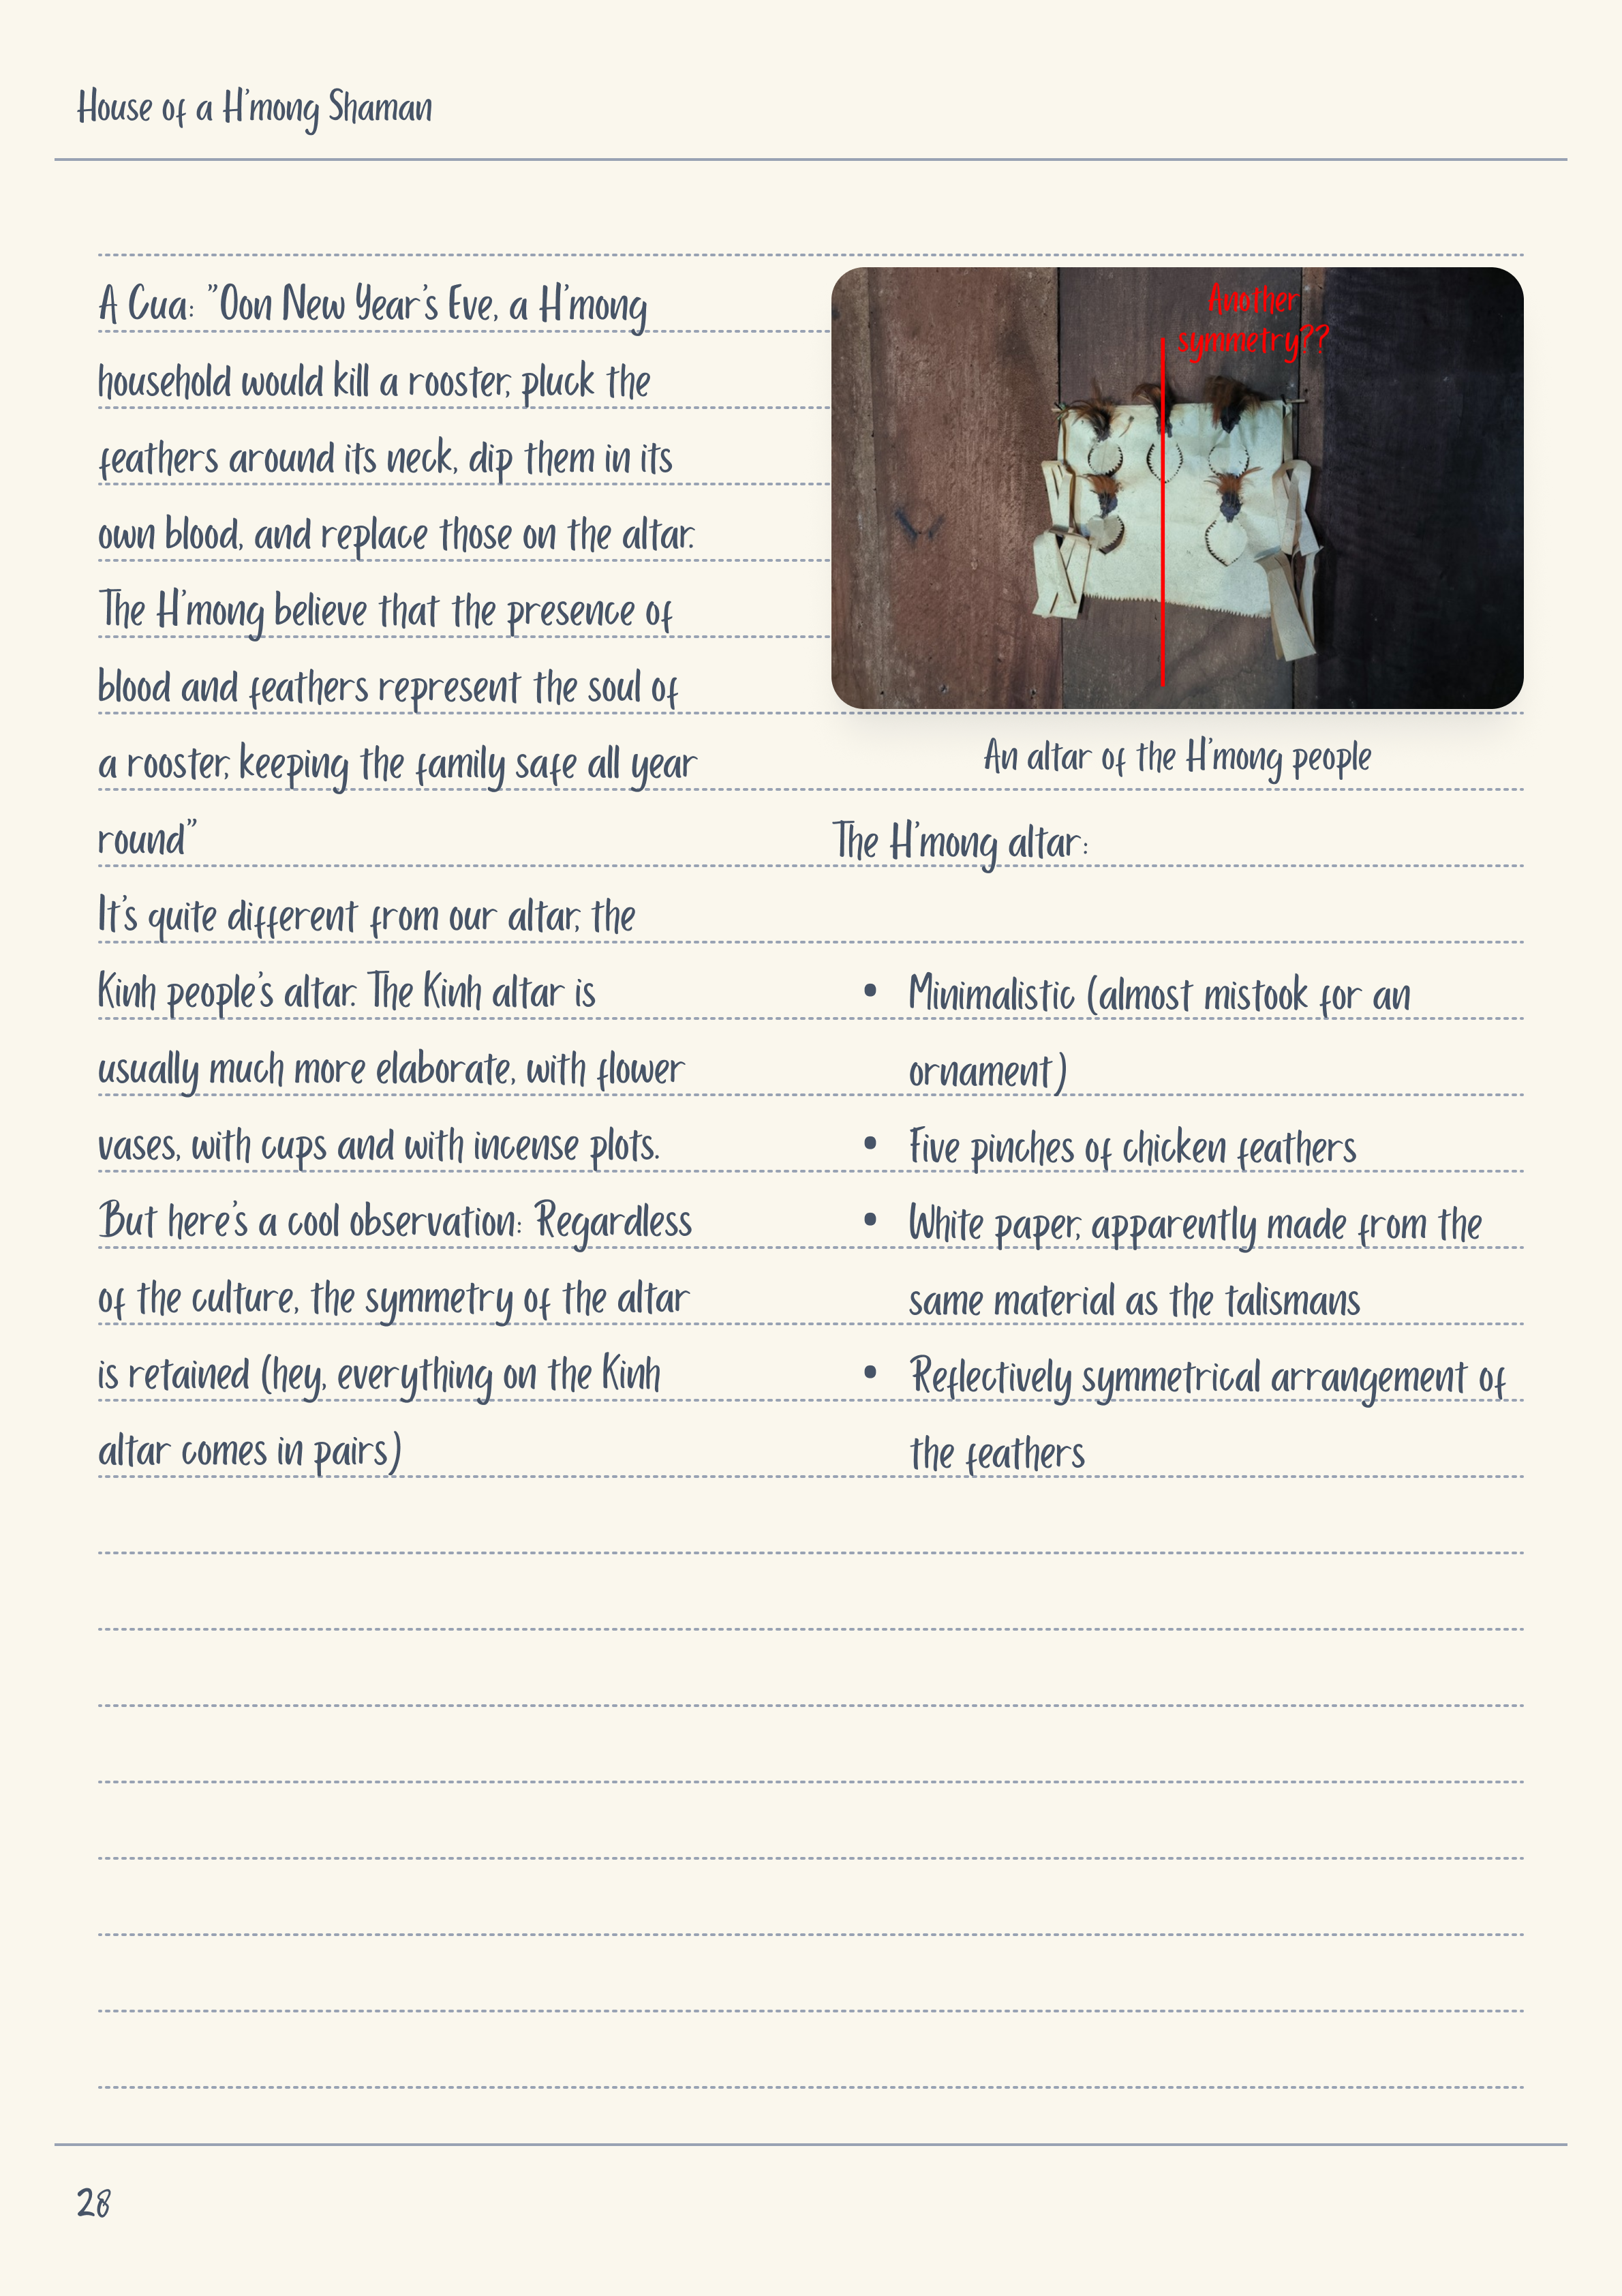 House of a H'mong Shaman
A Cua: "Oon New Year's Eve, a H'mong
household would kill a rooster, pluck the
feathers around its neck, dip them in its
own blood, and replace those on the altar.
The H'mong believe that the presence of
blood and feathers represent the soul of
a rooster, keeping the family safe all year
round"
It's quite different from our altar, the
Kinh people's altar. The Kinh altar is
usually much more elaborate, with flower
vases, with cups and with incense plots.
But here's a cool observation: Regardless
of the culture, the symmetry of the altar
is retained (hey, everything on the Kinh
altar comes in pairs)
Another
symmetry??
An altar of the H'mong people
The H'mong altar:
• Minimalistic (almost mistook for an
ornament)
• Five pinches of chicken feathers
• White paper, apparently made from the
same material as the talismans
• Reflectively symmetrical arrangement of
the feathers
28